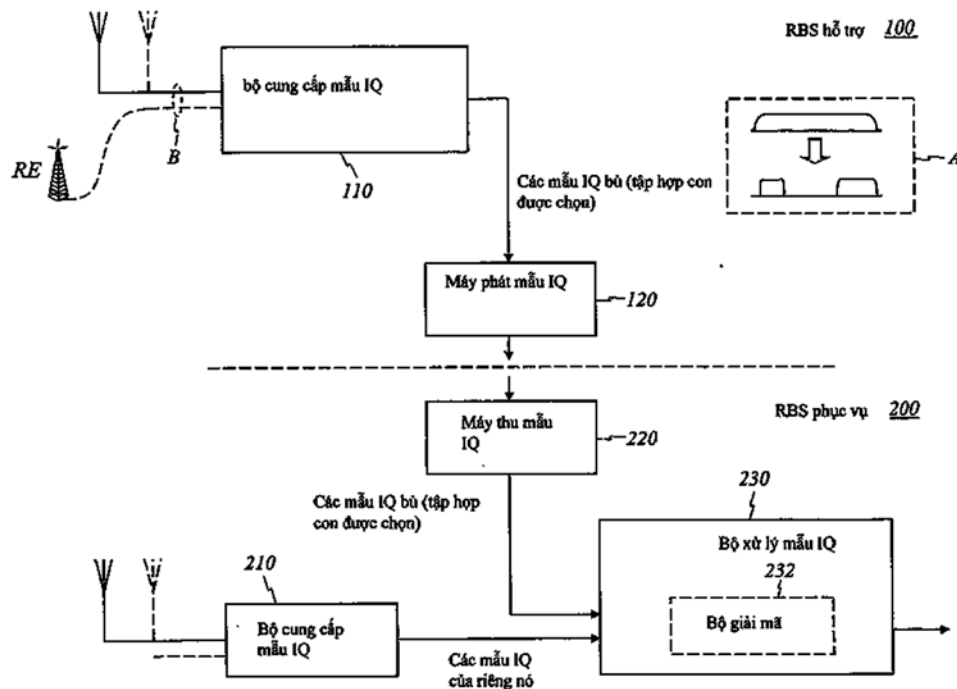 RBS hỗ trợ 100
bộ cung cấp mẫu IQ
B
RE
110
A
Các mẫu IQ bù (tập hợp con
được chọn)
Máy phát mẫu IQ
120
RBS phục vụ 200
Máy thu mẫu
IQ
220
Các mẫu IQ bù (tập hợp
con được chọn)
230
Bộ xử lý mẫu IQ
232
Bộ giải mã
210
Bộ cung cấp
mẫu IQ
Các mẫu IQ
của riêng nó